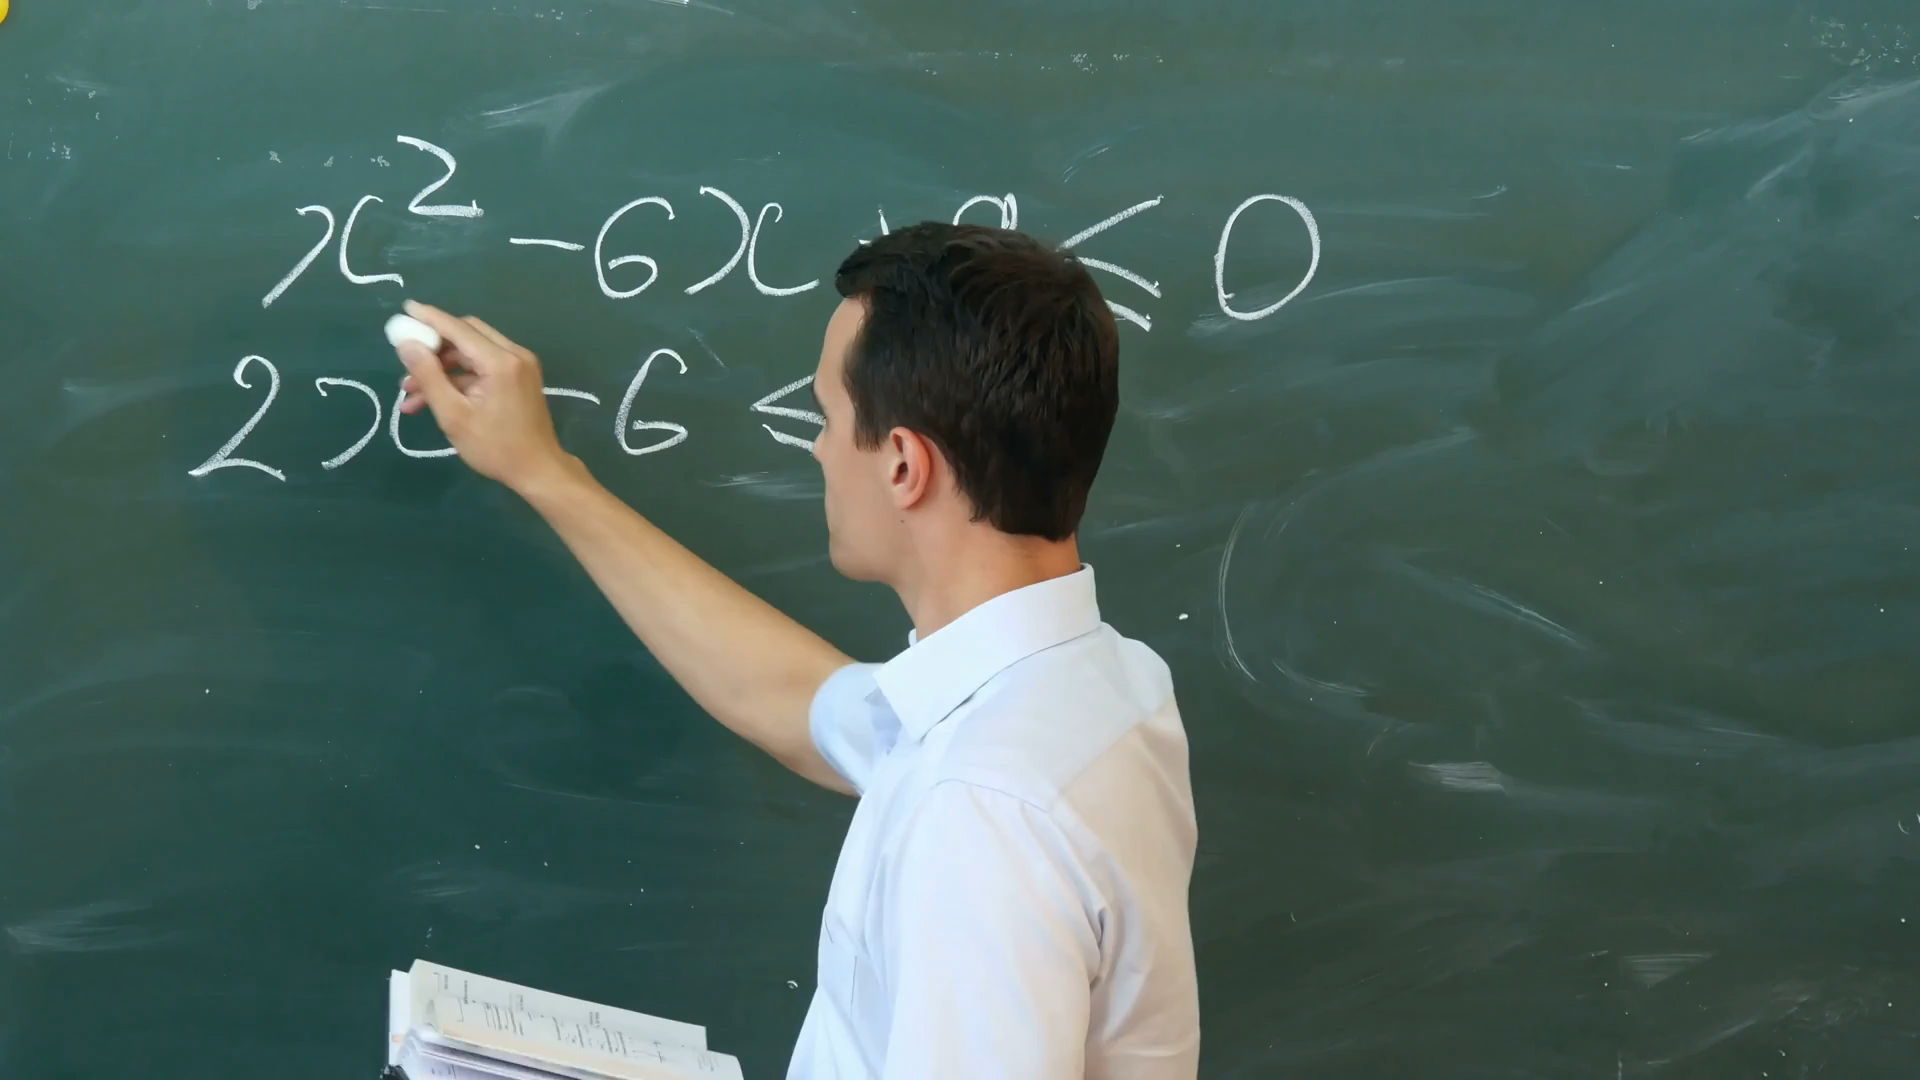 x² - 6x + ≤ 0
2x - 6 ≤